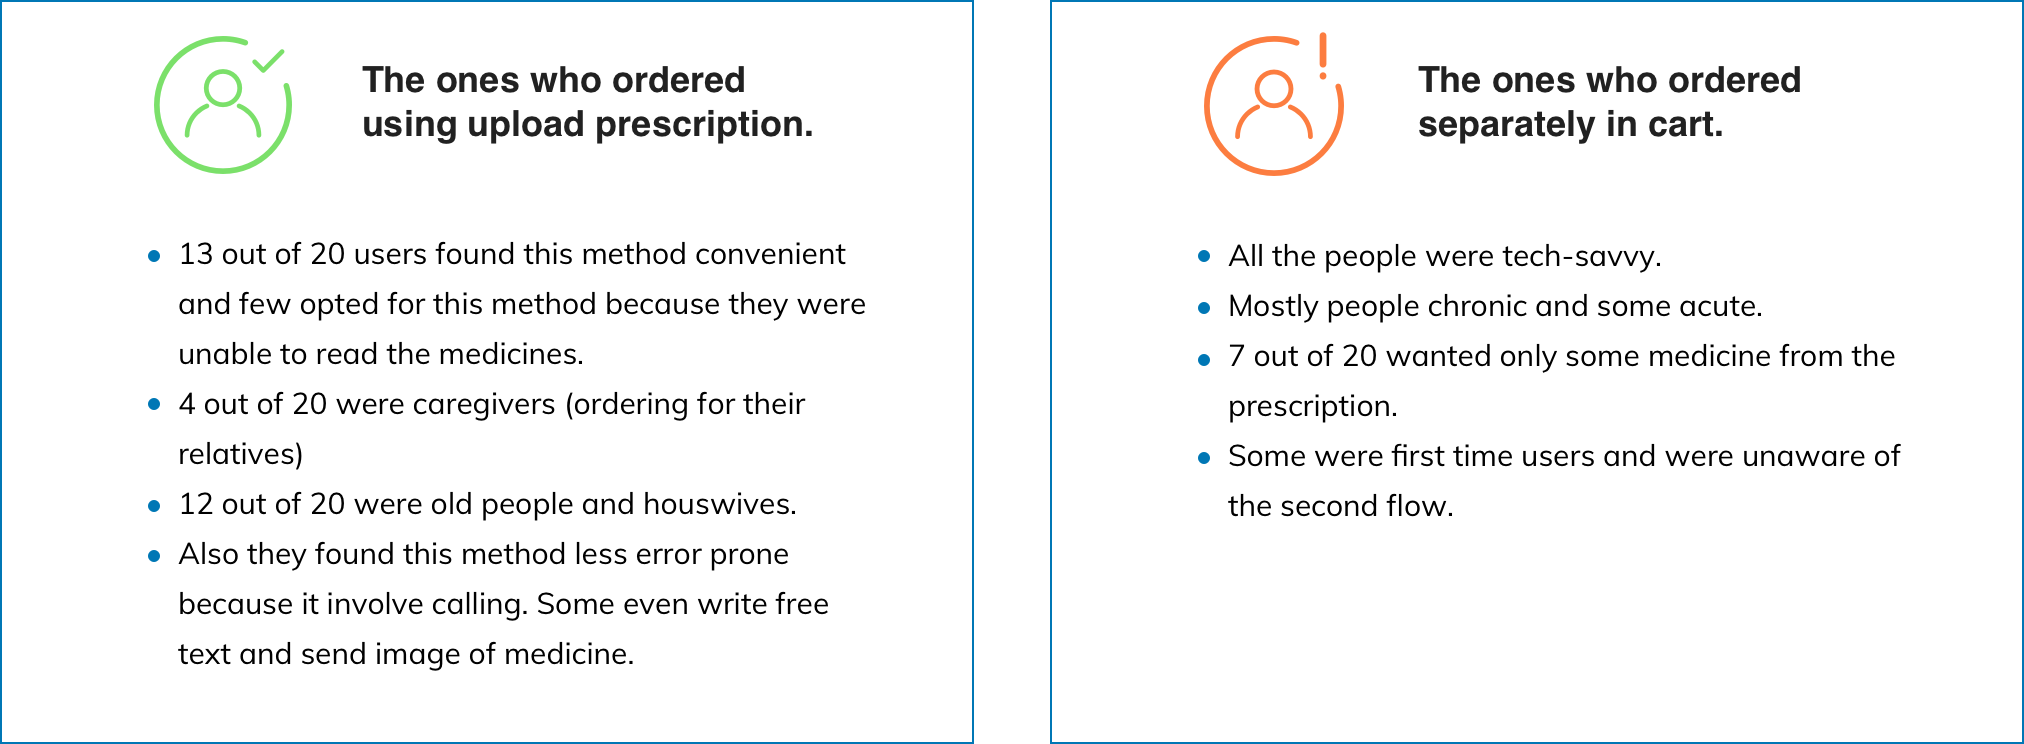 The ones who ordered
using upload prescription.
13 out of 20 users found this method convenient
and few opted for this method because they were
unable to read the medicines.
4 out of 20 were caregivers (ordering for their
relatives)
12 out of 20 were old people and houswives.
Also they found this method less error prone
because it involve calling. Some even write free
text and send image of medicine.
The ones who ordered
separately in cart.
All the people were tech-savvy.
Mostly people chronic and some acute.
7 out of 20 wanted only some medicine from the
prescription.
Some were first time users and were unaware of
the second flow.